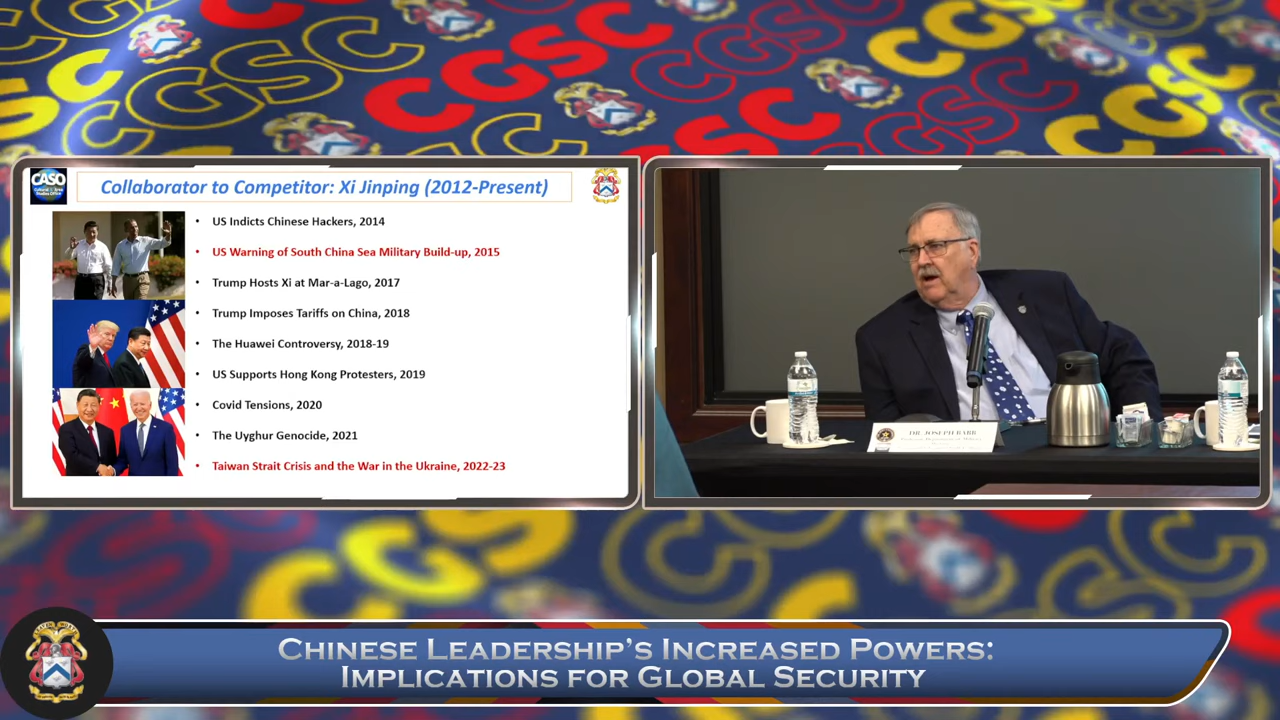 CGSC
CGSC
CGSC
CGSC
CGSC
CASO
Collaborator to Competitor: Xi Jinping (2012-Present)
• US Indicts Chinese Hackers, 2014
• US Warning of South China Sea Military Build-up, 2015
• Trump Hosts Xi at Mar-a-Lago, 2017
• Trump Imposes Tariffs on China, 2018
• The Huawei Controversy, 2018-19
• US Supports Hong Kong Protesters, 2019
• Covid Tensions, 2020
• The Uyghur Genocide, 2021
• Taiwan Strait Crisis and the War in the Ukraine, 2022-23
DR. JOSEPH BABB
Chinese Leadership's Increased Powers:
Implications for Global Security